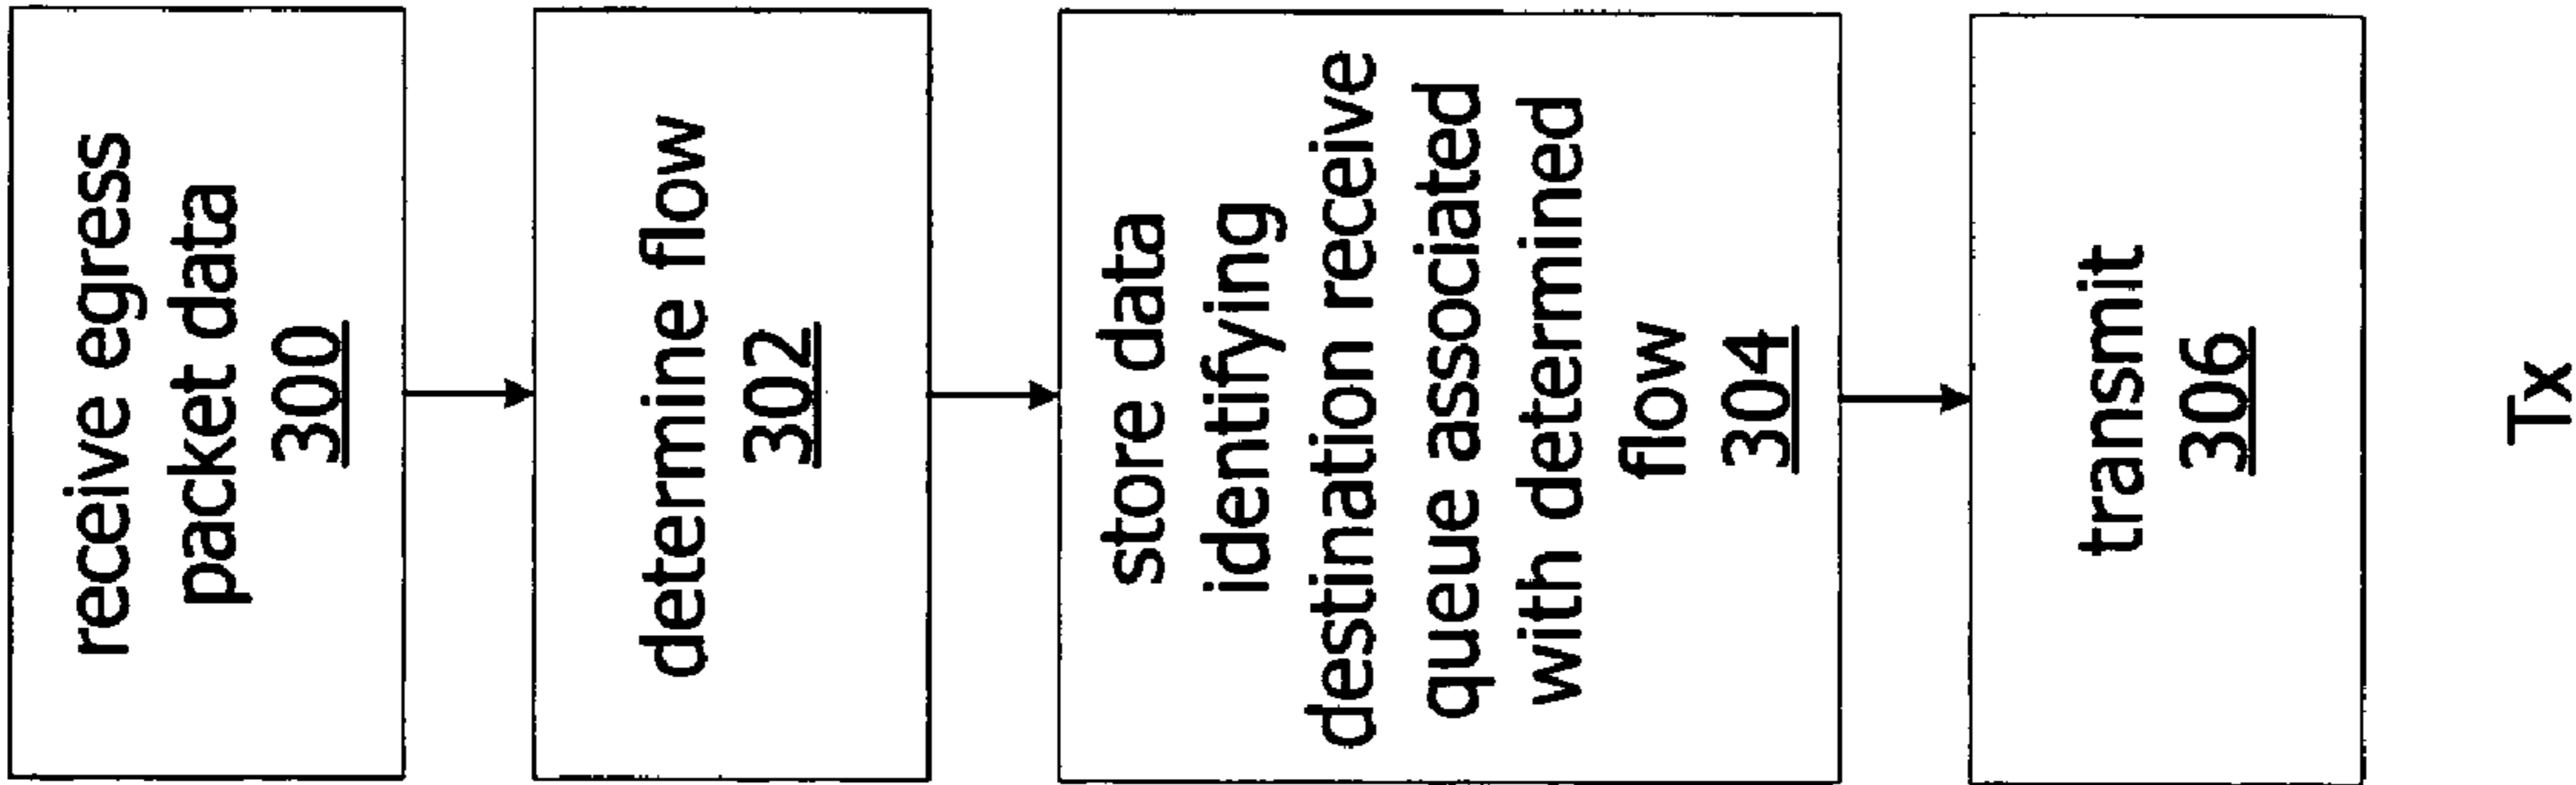 receive egress
packet data
300
determine flow
302
store data
identifying
destination receive
queue associated
with determined
flow
304
transmit
306
Tx